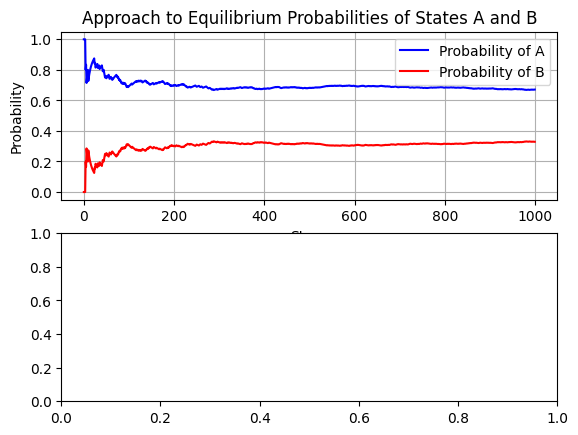 Approach to Equilibrium Probabilities of States A and B
Probability
1.0
0.8
0.6
0.4
0.2
0.0
Probability of A
Probability of B
0 200 400 600 800 1000
1.0
0.8
0.6
0.4
0.2
0.0
0.0 0.2 0.4 0.6 0.8 1.0